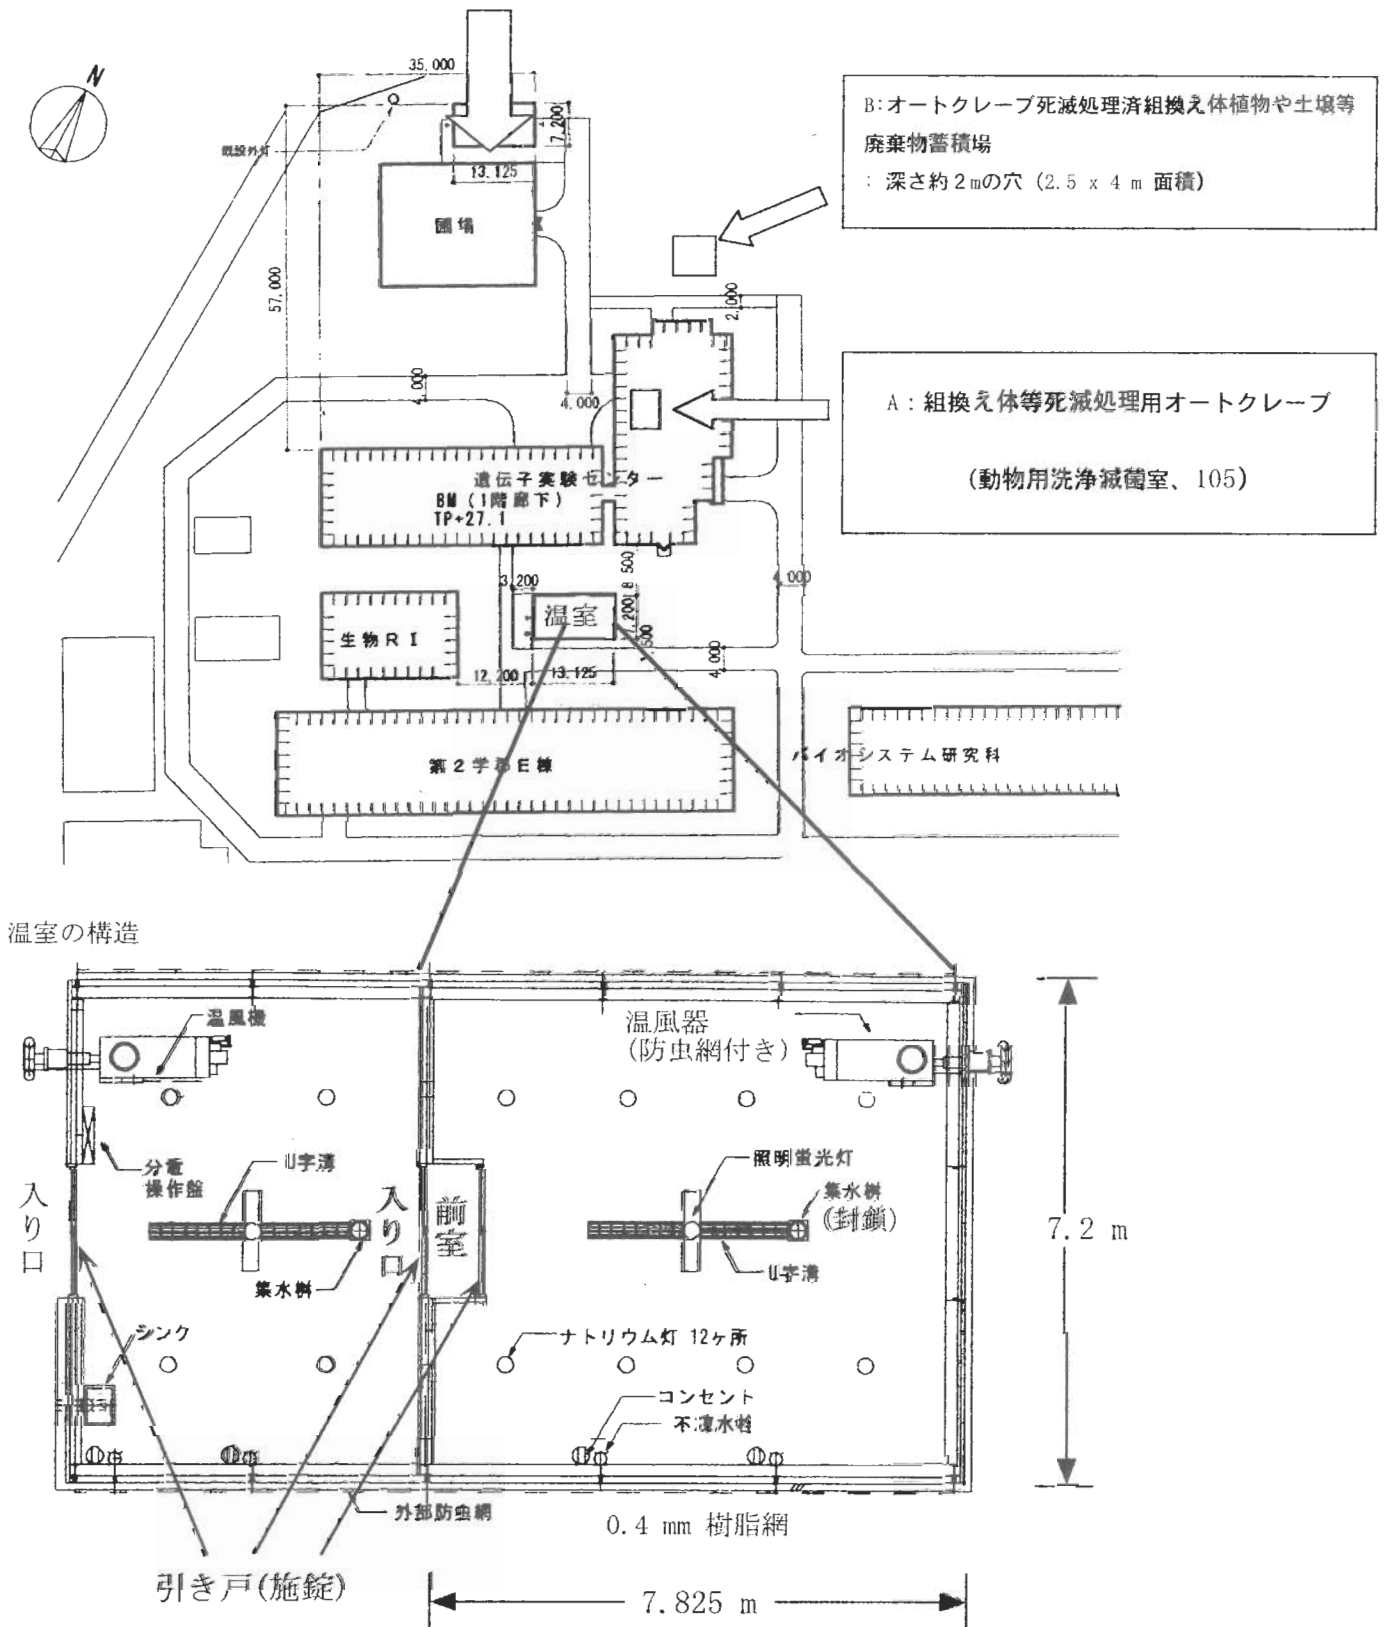 N
35,000
既設外灯
7,200
13,125
圃場
57,000
B:オートクレーブ死滅処理済組換え体植物や土壌等
廃棄物蓄積場
: 深さ約2mの穴 (2.5 x 4 m 面積)
2,000
4,000
4,000
A:組換え体等死滅処理用オートクレーブ
(動物用洗浄滅菌室、105)
遺伝子実験センター
BM (1階廊下)
TP+27.1
3,200
8,500
4,000
温室
7,200
1,500
生物RI
12,200
13,125
4,000
第2学群E棟
バイオシステム研究科
温室の構造
温風機
温風器
(防虫網付き)
分電
操作盤
U字溝
照明蛍光灯
集水桝
(封鎖)
入り口
入り口
前室
7.2 m
集水桝
U字溝
シンク
ナトリウム灯 12ヶ所
コンセント
不凍水栓
外部防虫網
0.4 mm 樹脂網
引き戸(施錠)
7.825 m